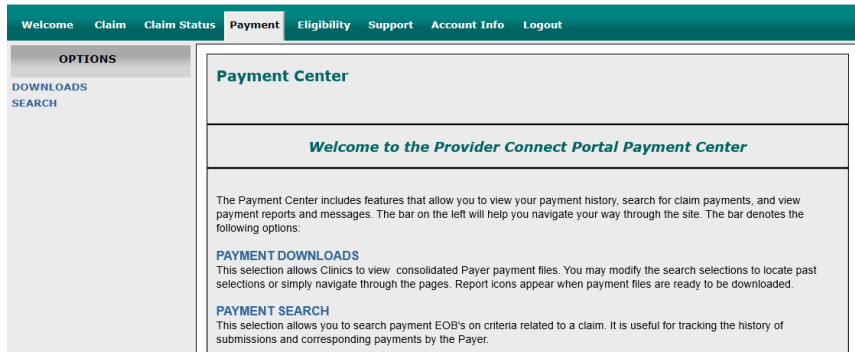 Welcome Claim Claim Status Payment Eligibility Support Account Info Logout
OPTIONS
DOWNLOADS
SEARCH
Payment Center
Welcome to the Provider Connect Portal Payment Center
The Payment Center includes features that allow you to view your payment history, search for claim payments, and view
payment reports and messages. The bar on the left will help you navigate your way through the site. The bar denotes the
following options:
PAYMENT DOWNLOADS
This selection allows Clinics to view consolidated Payer payment files. You may modify the search selections to locate past
selections or simply navigate through the pages. Report icons appear when payment files are ready to be downloaded.
PAYMENT SEARCH
This selection allows you to search payment EOB's on criteria related to a claim. It is useful for tracking the history of
submissions and corresponding payments by the Payer.